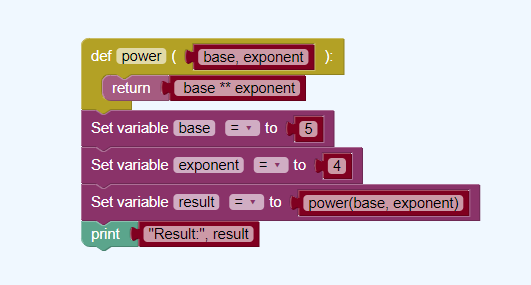 def power ( base, exponent ):
return base ** exponent
Set variable base = ▾ to 5
Set variable exponent = ▾ to 4
Set variable result = ▾ to power(base, exponent)
print "Result:", result